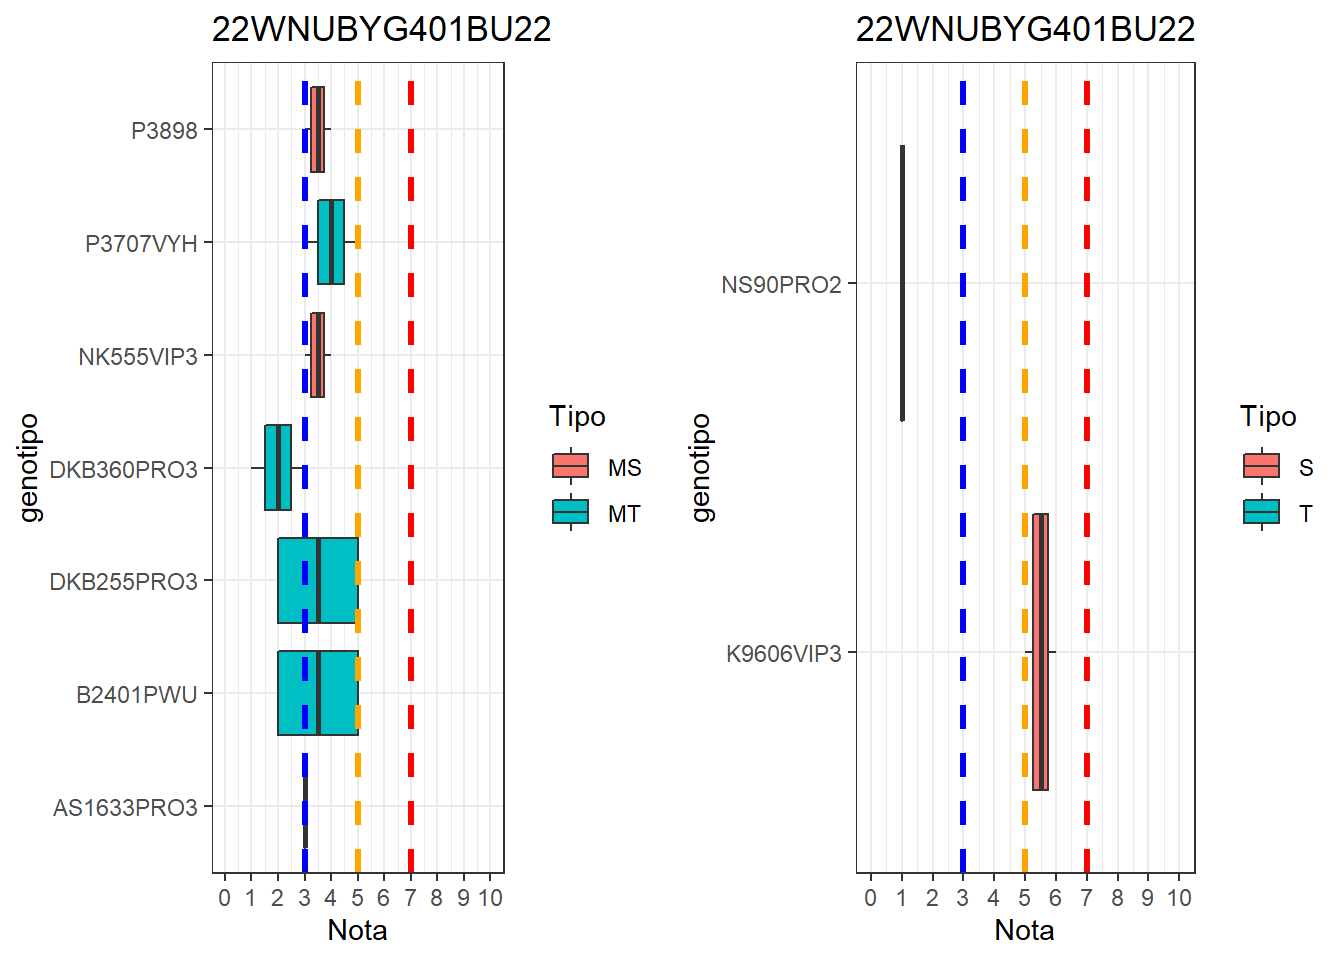 22WNUBYG401BU22
P3898
P3707VYH
NK555VIP3
DKB360PRO3
DKB255PRO3
B2401PWU
AS1633PRO3
genotipo
0 1 2 3 4 5 6 7 8 9 10
Nota
Tipo
MS
MT
22WNUBYG401BU22
NS90PRO2
K9606VIP3
genotipo
0 1 2 3 4 5 6 7 8 9 10
Nota
Tipo
S
T